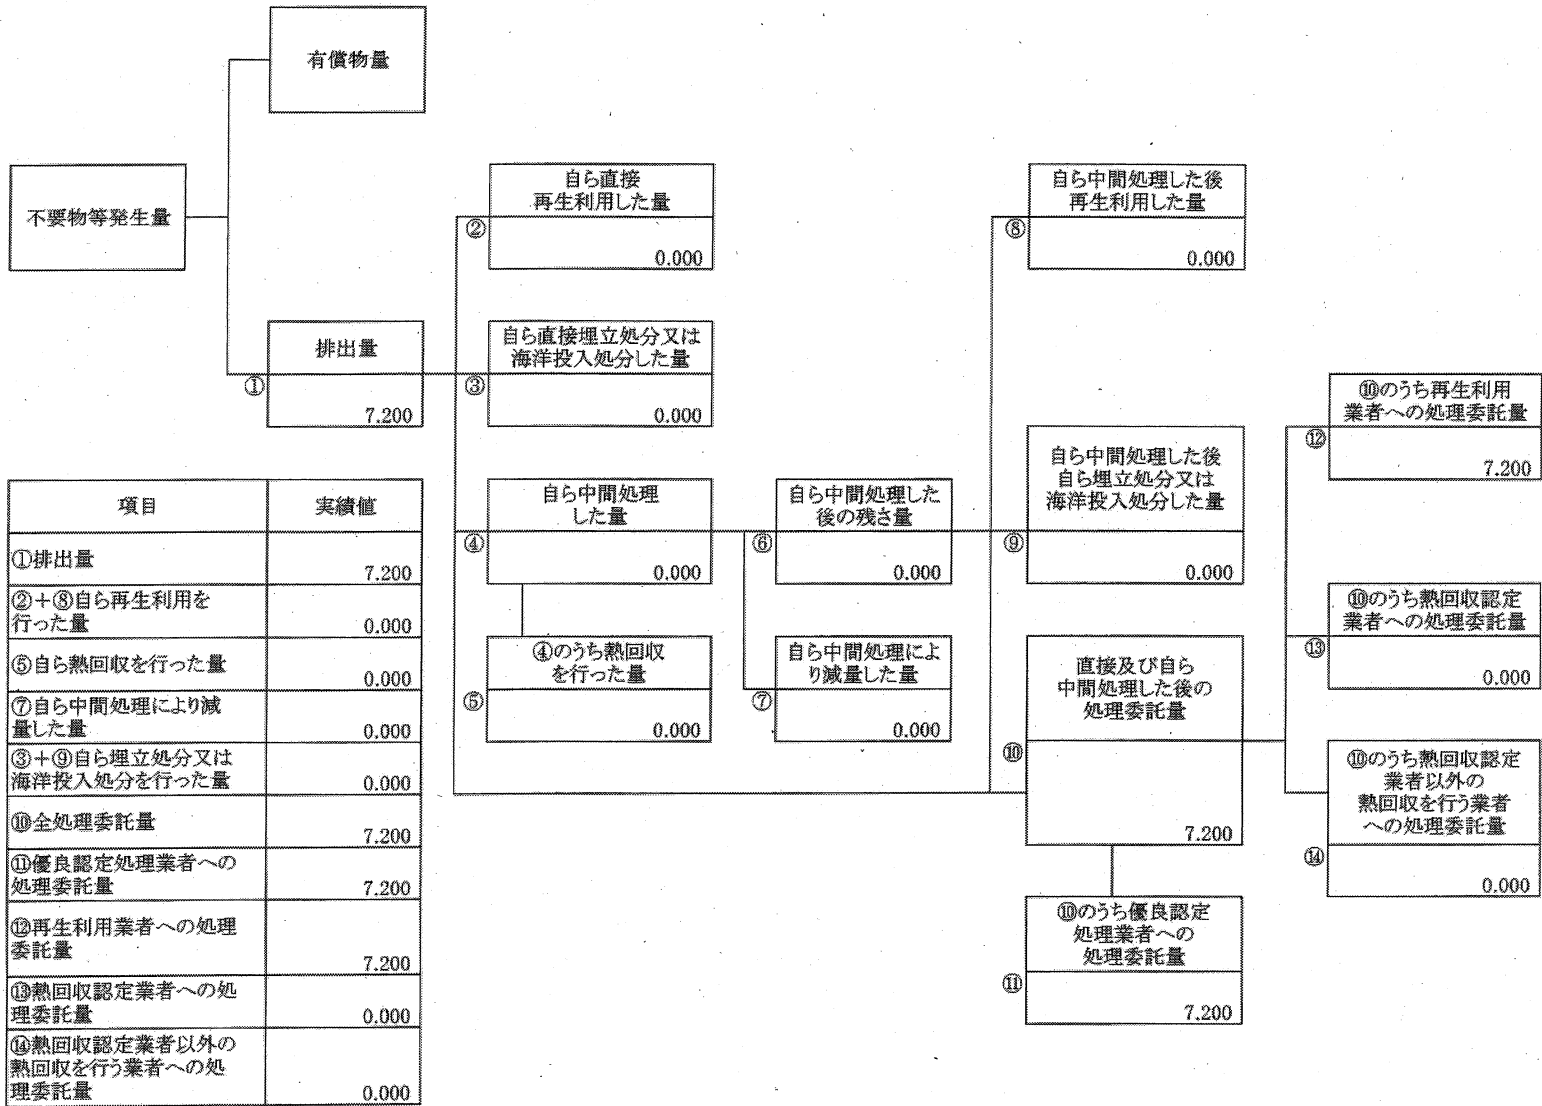 有償物量
不要物等発生量
排出量
①
7.200
自ら直接
再生利用した量
②
0.000
自ら直接埋立処分又は
海洋投入処分した量
③
0.000
自ら中間処理
した量
④
0.000
④のうち熱回収
を行った量
⑤
0.000
自ら中間処理した
後の残さ量
⑥
0.000
自ら中間処理によ
り減量した量
⑦
0.000
自ら中間処理した後
再生利用した量
⑧
0.000
自ら中間処理した後
自ら埋立処分又は
海洋投入処分した量
⑨
0.000
直接及び自ら
中間処理した後の
処理委託量
⑩
7.200
⑩のうち優良認定
処理業者への
処理委託量
⑪
7.200
⑩のうち再生利用
業者への処理委託量
⑫
7.200
⑩のうち熱回収認定
業者への処理委託量
⑬
0.000
⑩のうち熱回収認定
業者以外の
熱回収を行う業者
への処理委託量
⑭
0.000
項目 実績値
①排出量
7.200
②+⑧自ら再生利用を
行った量 0.000
⑤自ら熱回収を行った量
0.000
⑦自ら中間処理により減
量した量 0.000
③+⑨自ら埋立処分又は
海洋投入処分を行った量 0.000
⑩全処理委託量
7.200
⑪優良認定処理業者への
処理委託量 7.200
⑫再生利用業者への処理
委託量
7.200
⑬熱回収認定業者への処
理委託量 0.000
⑭熱回収認定業者以外の
熱回収を行う業者への処
理委託量 0.000